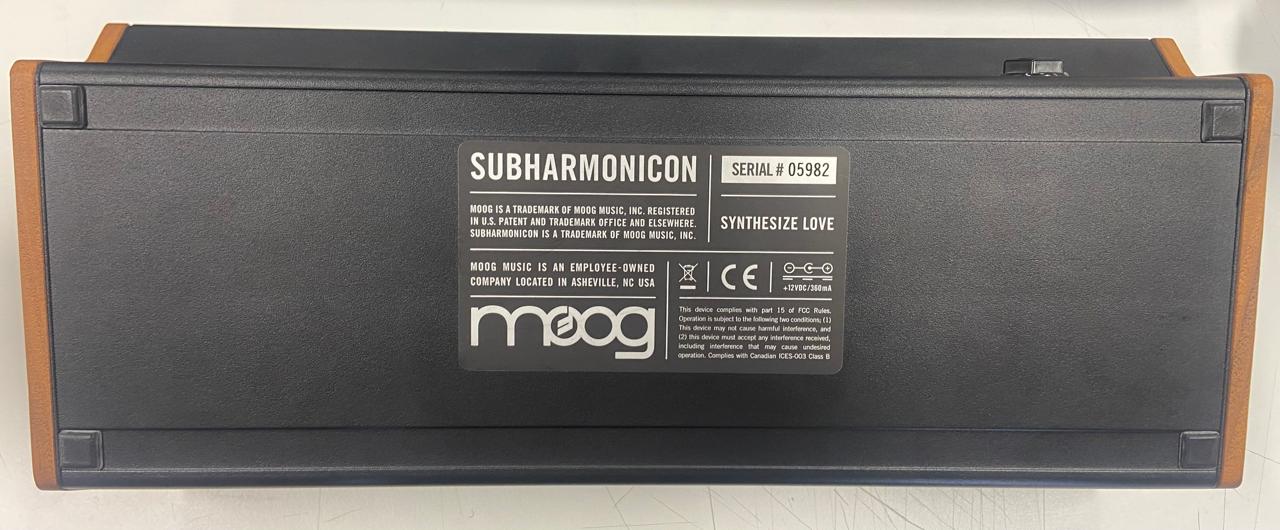 SUBHARMONICON
SERIAL # 05982
MOOG IS A TRADEMARK OF MOOG MUSIC, INC. REGISTERED
IN U.S. PATENT AND TRADEMARK OFFICE AND ELSEWHERE.
SUBHARMONICON IS A TRADEMARK OF MOOG MUSIC, INC.
SYNTHESIZE LOVE
MOOG MUSIC IS AN EMPLOYEE-OWNED
COMPANY LOCATED IN ASHEVILLE, NC USA
moog
CE
+12VDC/360mA
This device complies with part 15 of FCC Rules.
Operation is subject to the following two conditions; (1)
This device may not cause harmful interference, and
(2) this device must accept any interference received,
including interference that may cause undesired
operation. Complies with Canadian ICES-003 Class B